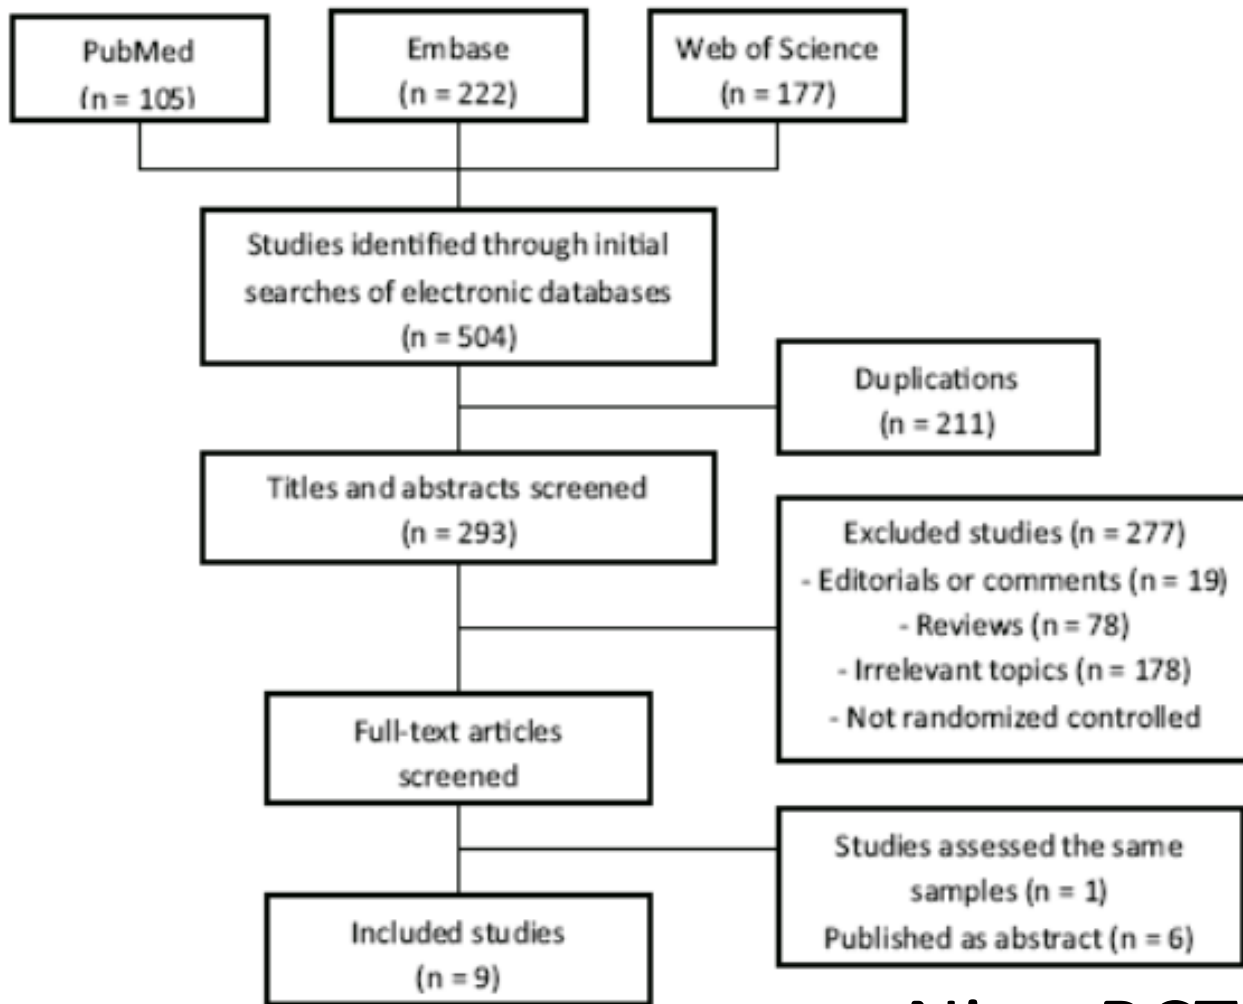 PubMed
(n = 105)
Embase
(n = 222)
Web of Science
(n = 177)
Studies identified through initial
searches of electronic databases
(n = 504)
Duplications
(n = 211)
Titles and abstracts screened
(n = 293)
Excluded studies (n = 277)
- Editorials or comments (n = 19)
- Reviews (n = 78)
- Irrelevant topics (n = 178)
- Not randomized controlled
Full-text articles
screened
Studies assessed the same
samples (n = 1)
Published as abstract (n = 6)
Included studies
(n = 9)